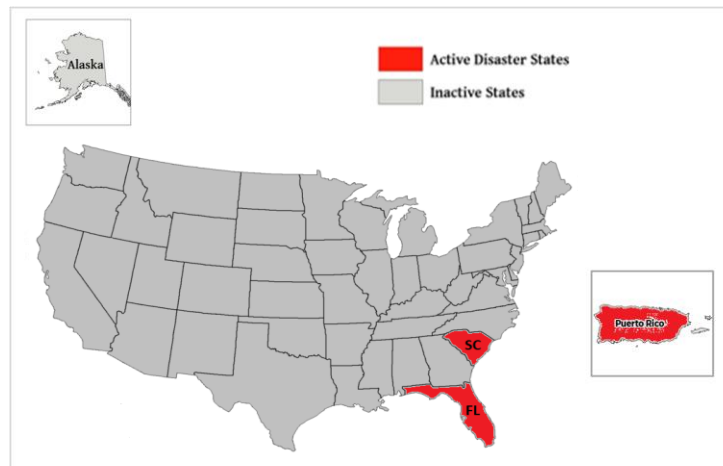 Alaska
Active Disaster States
Inactive States
Puerto Rico
SC
FL